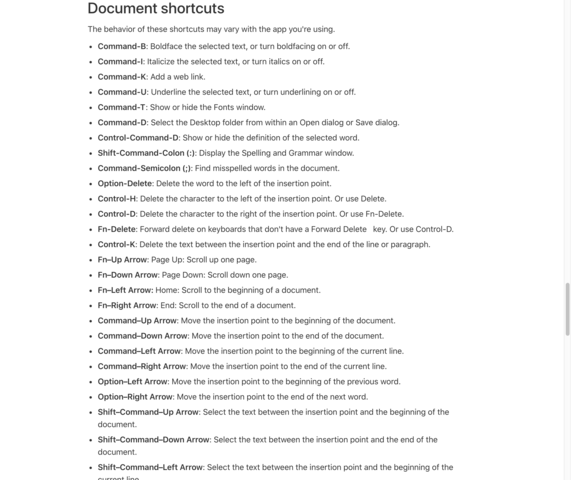 Document shortcuts
The behavior of these shortcuts may vary with the app you're using.
• Command-B: Boldface the selected text, or turn boldfacing on or off.
• Command-I: Italicize the selected text, or turn italics on or off.
• Command-K: Add a web link.
• Command-U: Underline the selected text, or turn underlining on or off.
• Command-T: Show or hide the Fonts window.
• Command-D: Select the Desktop folder from within an Open dialog or Save dialog.
• Control-Command-D: Show or hide the definition of the selected word.
• Shift-Command-Colon (:): Display the Spelling and Grammar window.
• Command-Semicolon (;): Find misspelled words in the document.
• Option-Delete: Delete the word to the left of the insertion point.
• Control-H: Delete the character to the left of the insertion point. Or use Delete.
• Control-D: Delete the character to the right of the insertion point. Or use Fn-Delete.
• Fn-Delete: Forward delete on keyboards that don't have a Forward Delete key. Or use Control-D.
• Control-K: Delete the text between the insertion point and the end of the line or paragraph.
• Fn–Up Arrow: Page Up: Scroll up one page.
• Fn–Down Arrow: Page Down: Scroll down one page.
• Fn–Left Arrow: Home: Scroll to the beginning of a document.
• Fn–Right Arrow: End: Scroll to the end of a document.
• Command–Up Arrow: Move the insertion point to the beginning of the document.
• Command–Down Arrow: Move the insertion point to the end of the document.
• Command–Left Arrow: Move the insertion point to the beginning of the current line.
• Command–Right Arrow: Move the insertion point to the end of the current line.
• Option–Left Arrow: Move the insertion point to the beginning of the previous word.
• Option–Right Arrow: Move the insertion point to the end of the next word.
• Shift–Command–Up Arrow: Select the text between the insertion point and the beginning of the
document.
• Shift–Command–Down Arrow: Select the text between the insertion point and the end of the
document.
• Shift–Command–Left Arrow: Select the text between the insertion point and the beginning of the
current line.